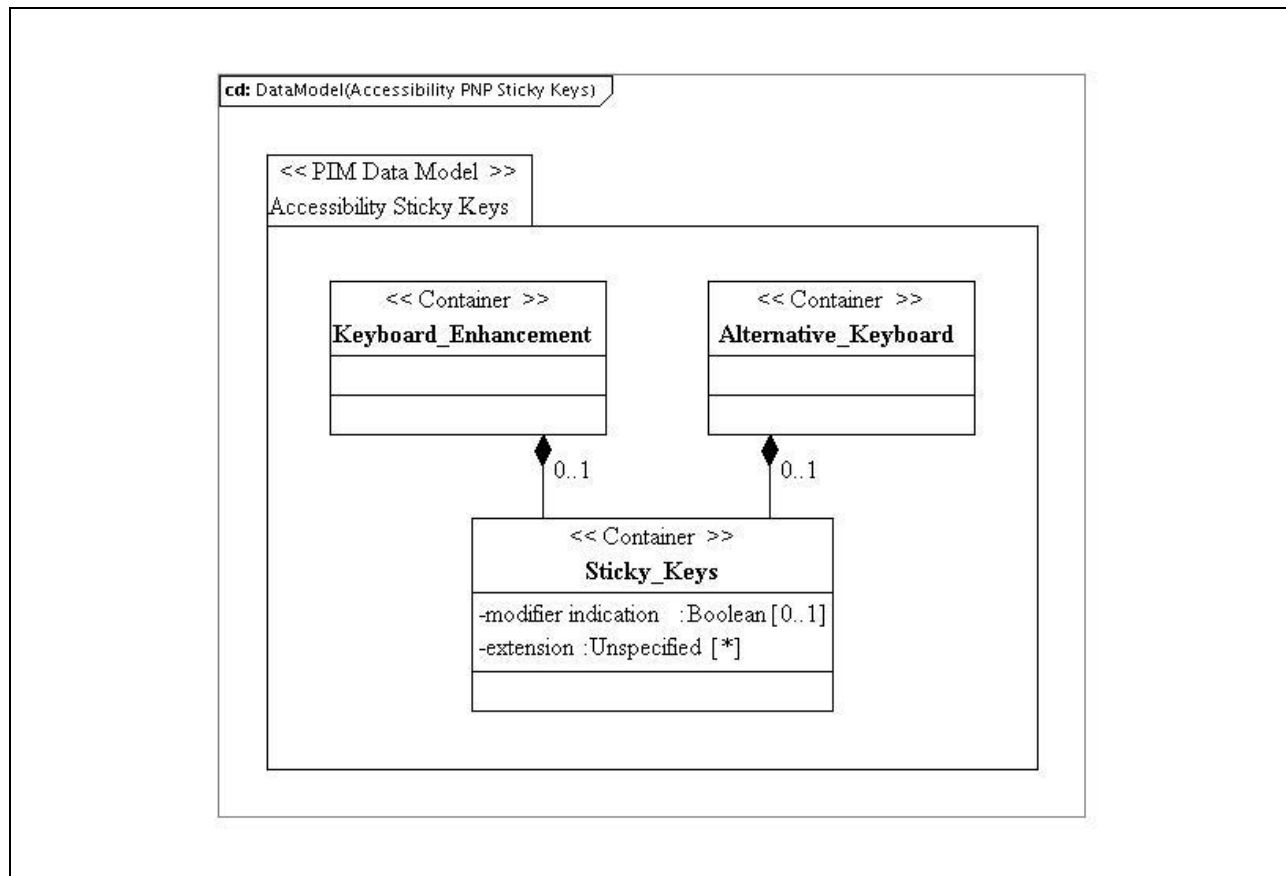 cd: DataModel(Accessibility PNP Sticky Keys)
<< PIM Data Model >>
Accessibility Sticky Keys
<< Container >>
Keyboard_Enhancement
<< Container >>
Alternative_Keyboard
0..1
0..1
<< Container >>
Sticky_Keys
-modifier indication :Boolean [0..1]
-extension :Unspecified [*]